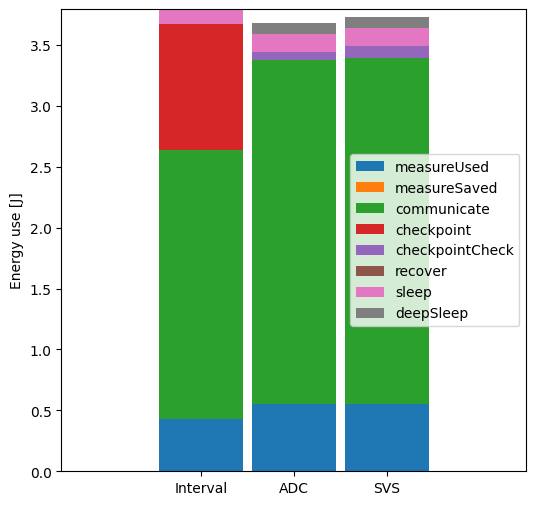 Energy use [J]
3.5
3.0
2.5
2.0
1.5
1.0
0.5
0.0
measureUsed
measureSaved
communicate
checkpoint
checkpointCheck
recover
sleep
deepSleep
Interval
ADC
SVS